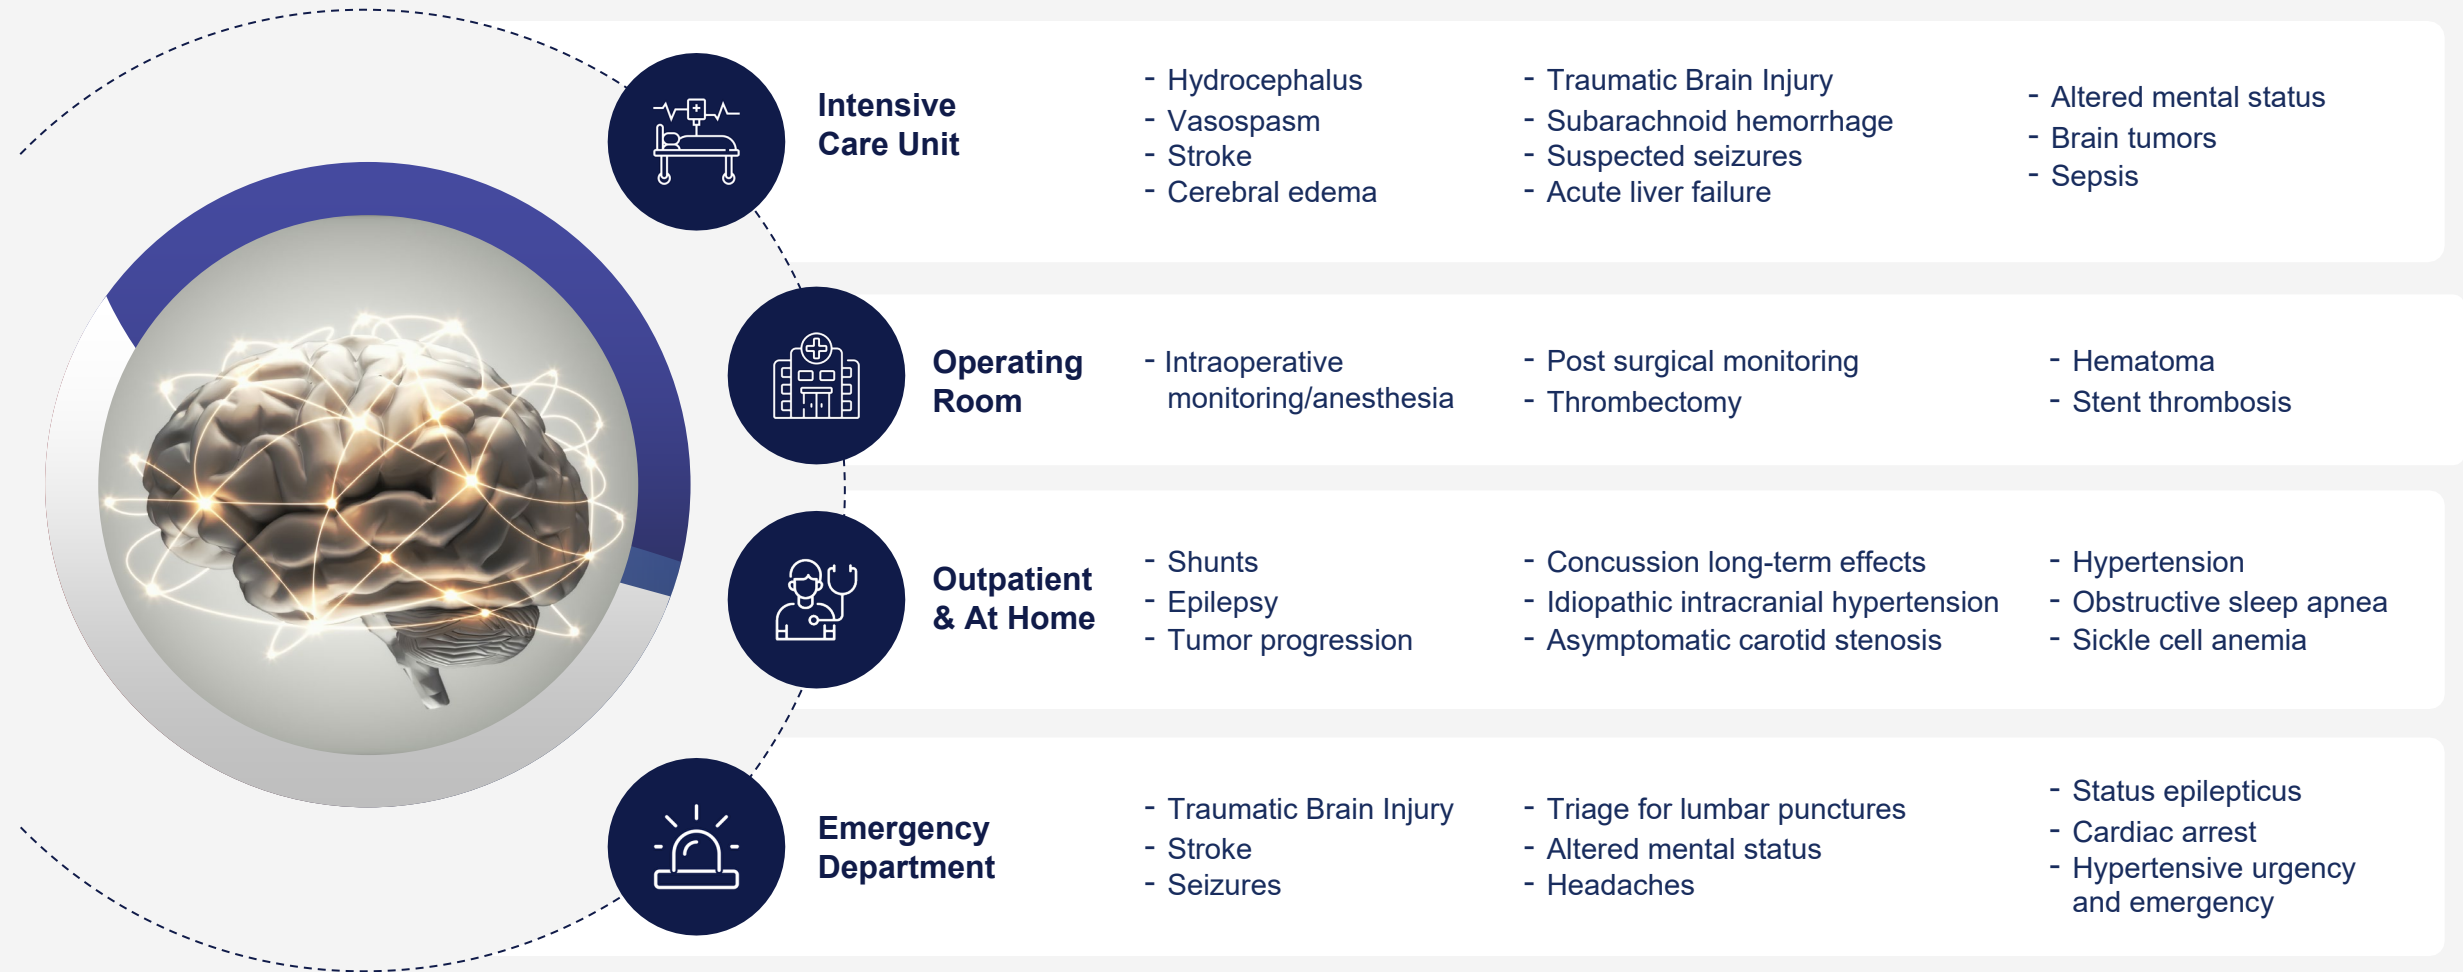 Intensive
Care Unit
- Hydrocephalus
- Vasospasm
- Stroke
- Cerebral edema
- Traumatic Brain Injury
- Subarachnoid hemorrhage
- Suspected seizures
- Acute liver failure
- Altered mental status
- Brain tumors
- Sepsis
Operating
Room
- Intraoperative
monitoring/anesthesia
- Post surgical monitoring
- Thrombectomy
- Hematoma
- Stent thrombosis
Outpatient
& At Home
- Shunts
- Epilepsy
- Tumor progression
- Concussion long-term effects
- Idiopathic intracranial hypertension
- Asymptomatic carotid stenosis
- Hypertension
- Obstructive sleep apnea
- Sickle cell anemia
Emergency
Department
- Traumatic Brain Injury
- Stroke
- Seizures
- Triage for lumbar punctures
- Altered mental status
- Headaches
- Status epilepticus
- Cardiac arrest
- Hypertensive urgency
and emergency